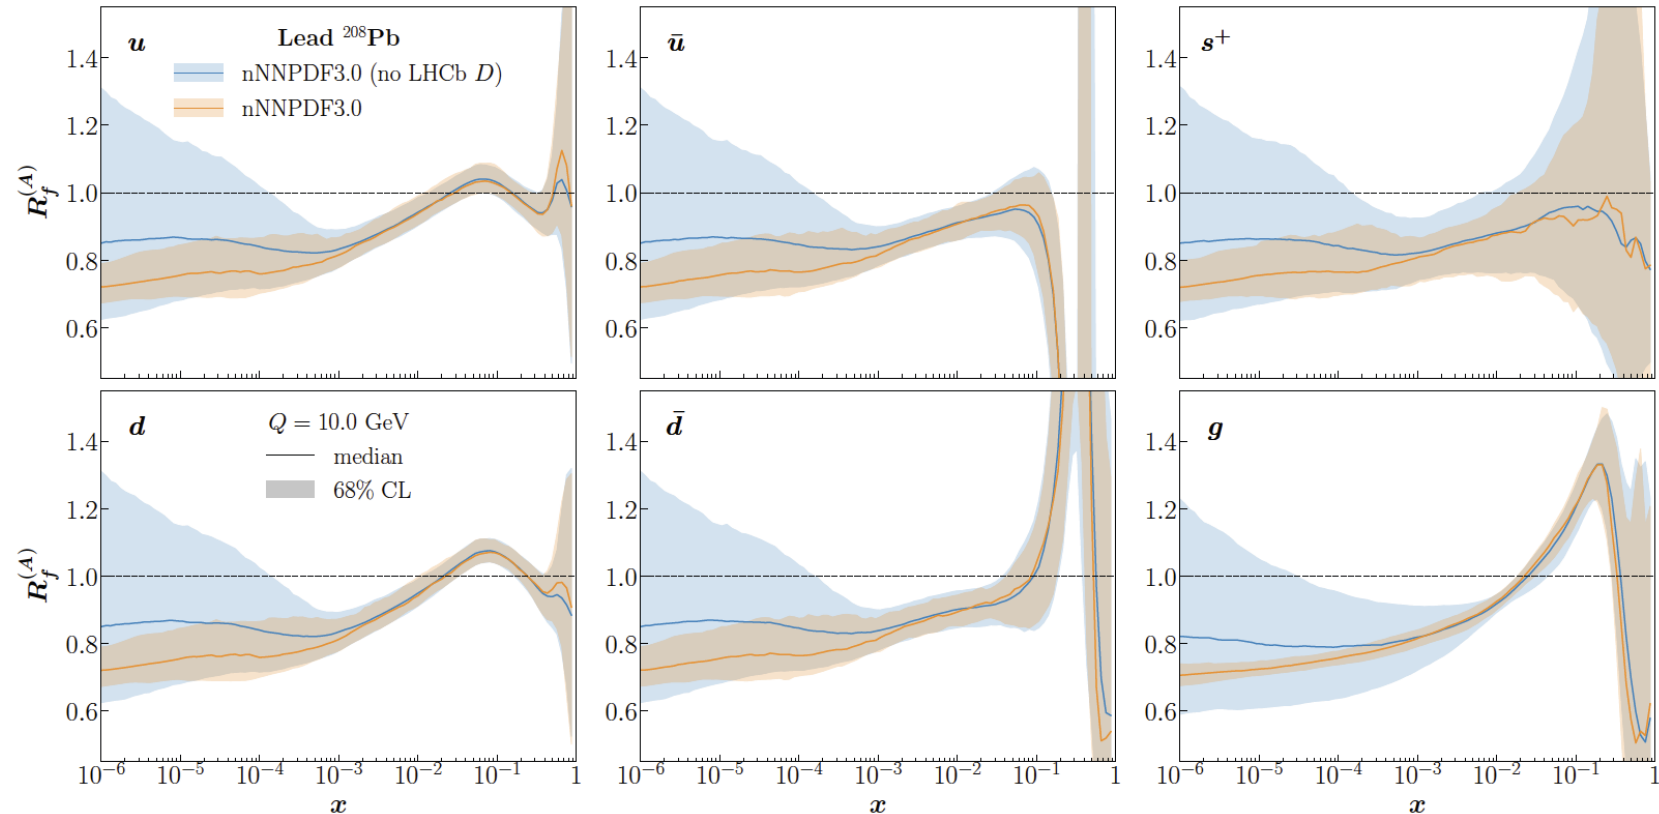 u
Lead ²⁰⁸Pb
nNNPDF3.0 (no LHCb D)
nNNPDF3.0
ū
s⁺
1.4
1.2
1.0
0.8
0.6
R_f^(A)
1.4
1.2
1.0
0.8
0.6
1.4
1.2
1.0
0.8
0.6
d
Q = 10.0 GeV
median
68% CL
d̄
g
1.4
1.2
1.0
0.8
0.6
R_f^(A)
1.4
1.2
1.0
0.8
0.6
1.4
1.2
1.0
0.8
0.6
10⁻⁶ 10⁻⁵ 10⁻⁴ 10⁻³ 10⁻² 10⁻¹ 1
10⁻⁶ 10⁻⁵ 10⁻⁴ 10⁻³ 10⁻² 10⁻¹ 1
10⁻⁶ 10⁻⁵ 10⁻⁴ 10⁻³ 10⁻² 10⁻¹ 1
x
x
x